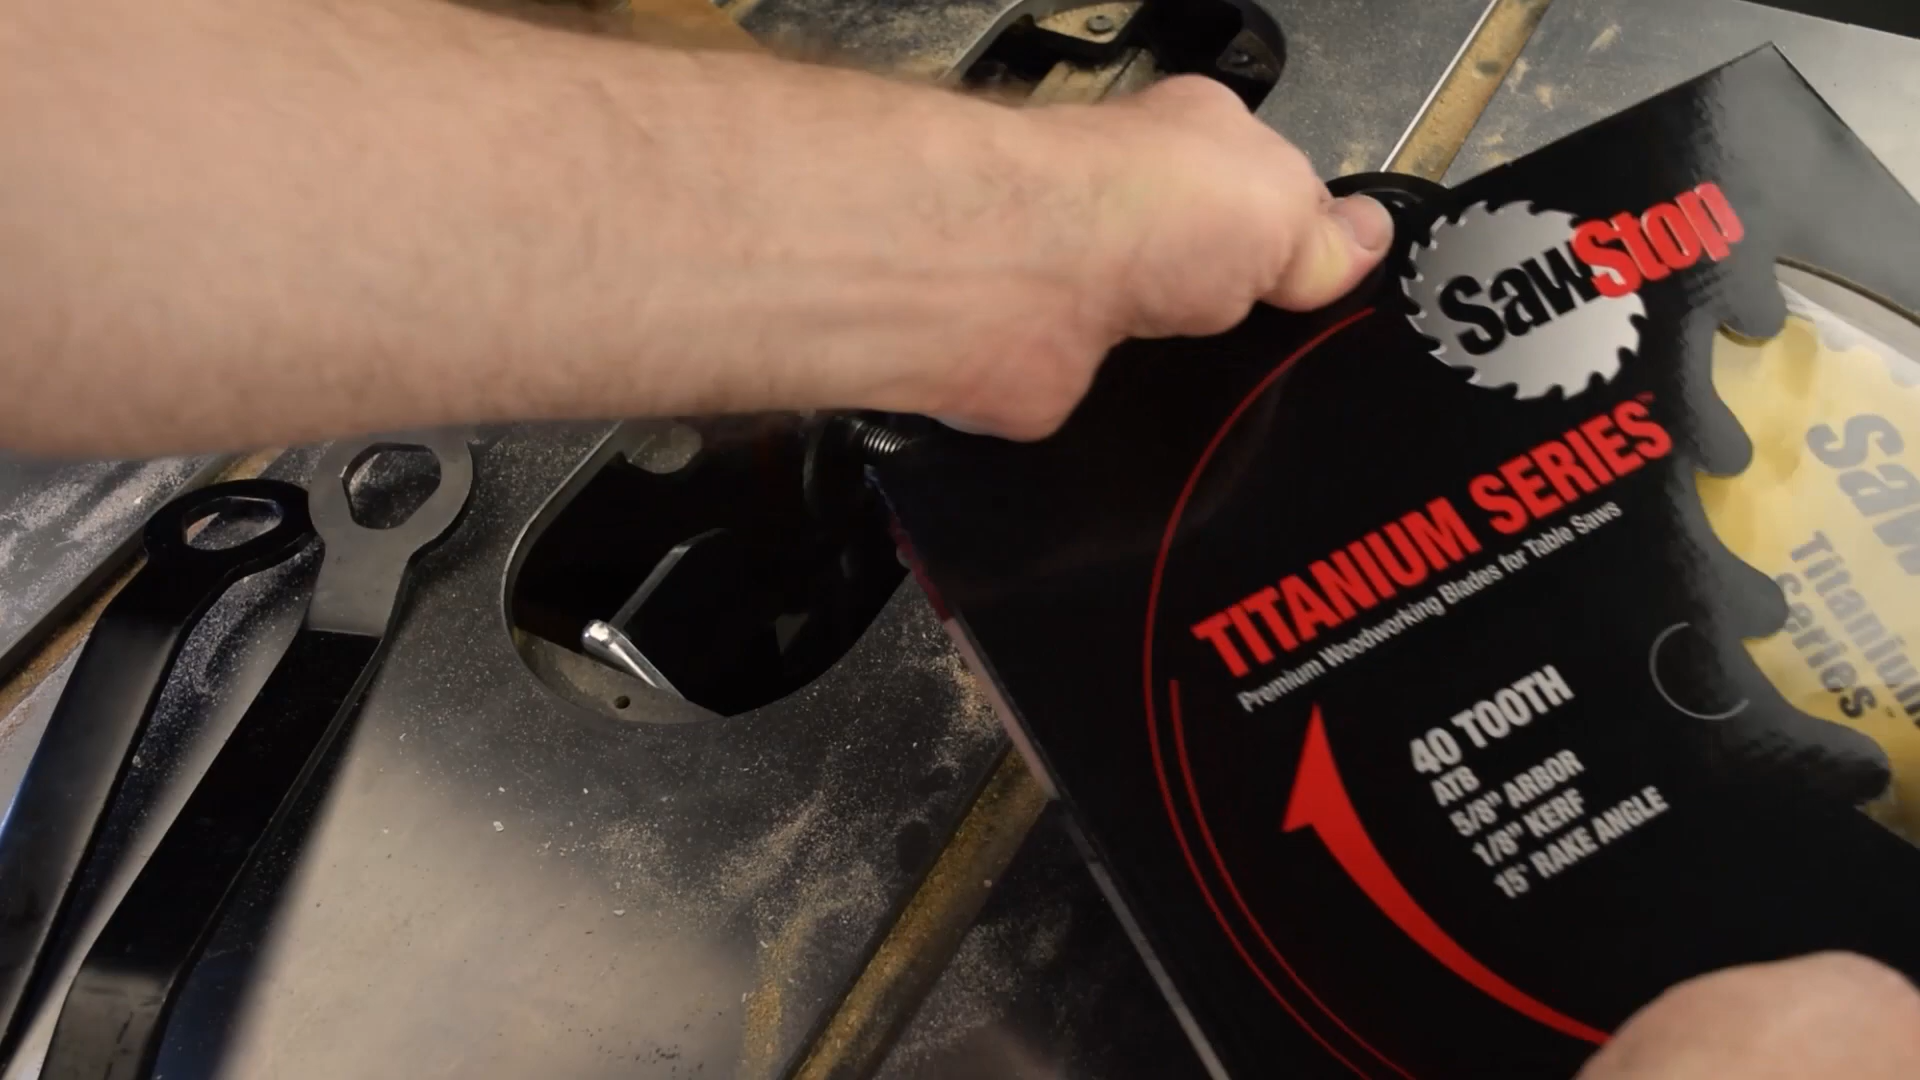 SawStop
TITANIUM SERIES™
Premium Woodworking Blades for Table Saws
40 TOOTH
ATB
5/8" ARBOR
1/8" KERF
15° RAKE ANGLE
Saw
Titanium
Series™